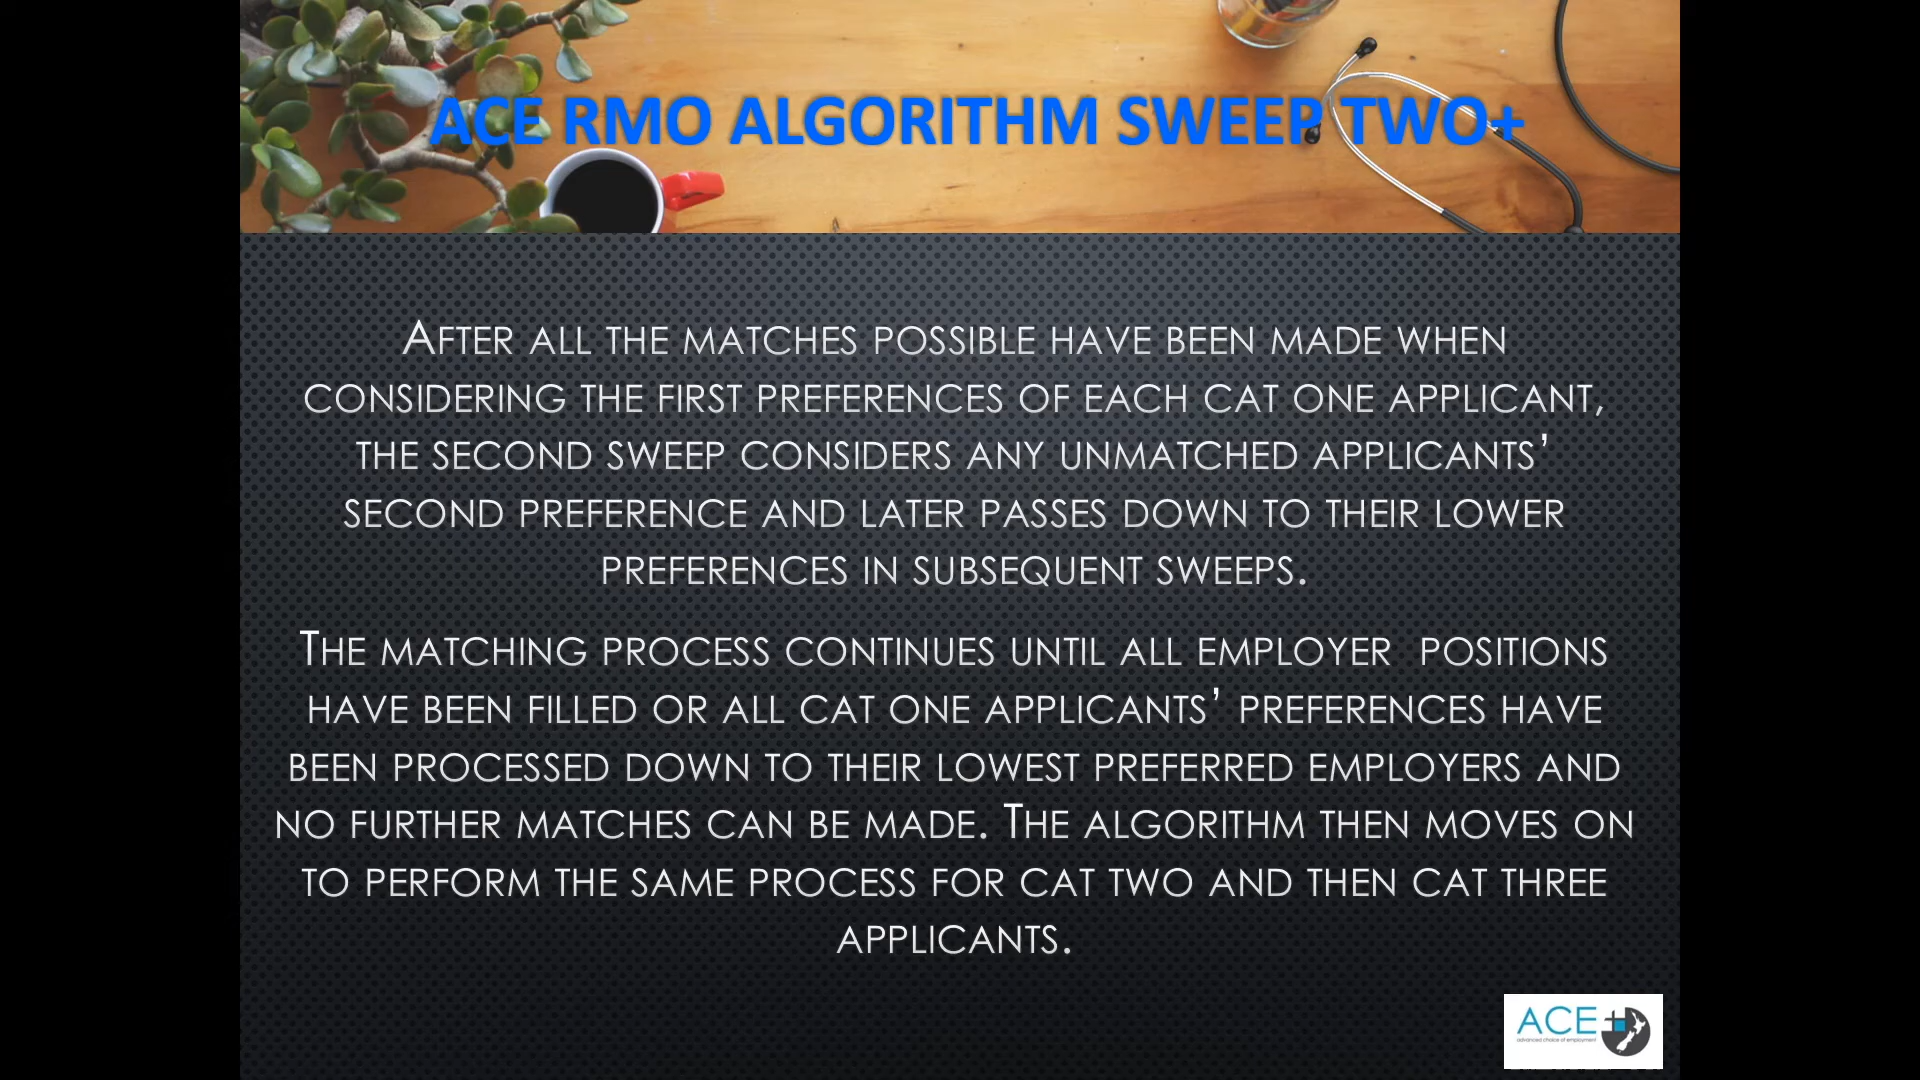 ACE RMO ALGORITHM SWEEP TWO+
After all the matches possible have been made when
considering the first preferences of each cat one applicant,
the second sweep considers any unmatched applicants’
second preference and later passes down to their lower
preferences in subsequent sweeps.
The matching process continues until all employer positions
have been filled or all cat one applicants’ preferences have
been processed down to their lowest preferred employers and
no further matches can be made. The algorithm then moves on
to perform the same process for cat two and then cat three
applicants.
ACE
advanced choice of employment